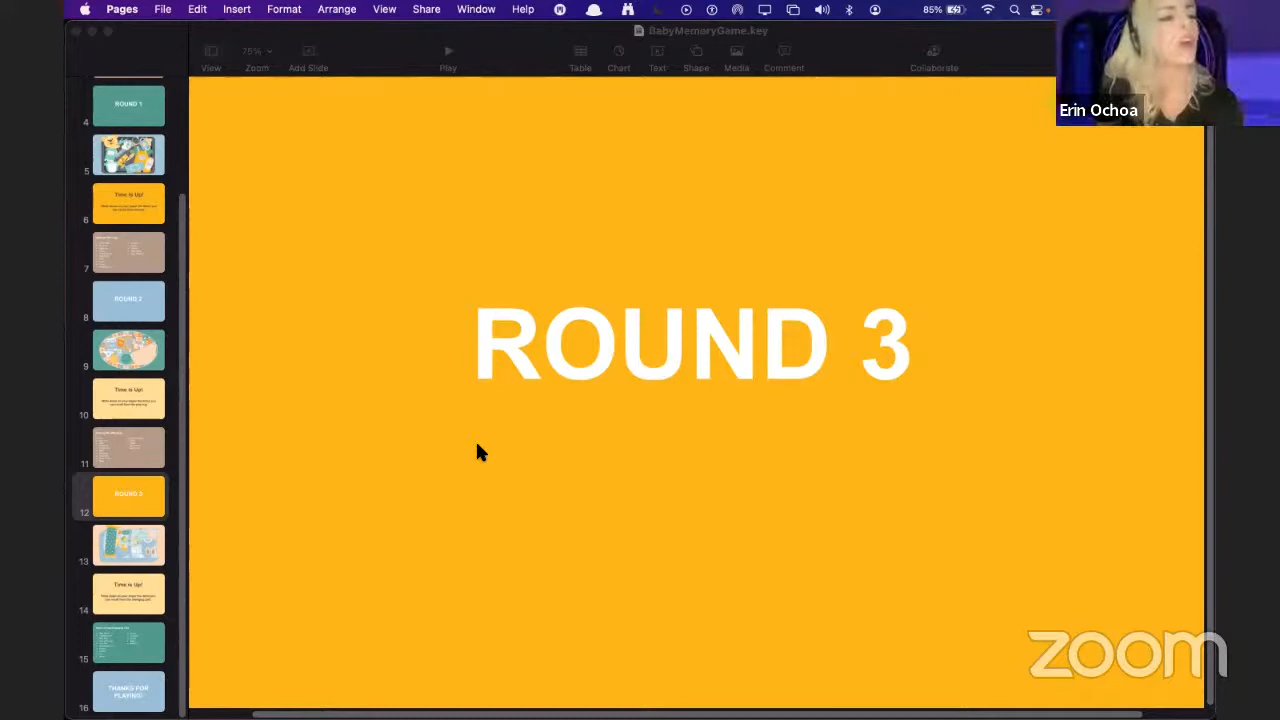 Pages File Edit Insert Format Arrange View Share Window Help 85%
BabyMemoryGame.key
75%
View Zoom Add Slide Play Table Chart Text Shape Media Comment Collaborate
Erin Ochoa
ROUND 1
4
5
Time is Up!
6
7
ROUND 2
8
9
Time is Up!
10
11
ROUND 3
12
13
Time is Up!
14
15
THANKS FOR
PLAYING!
16
ROUND 3
zoom